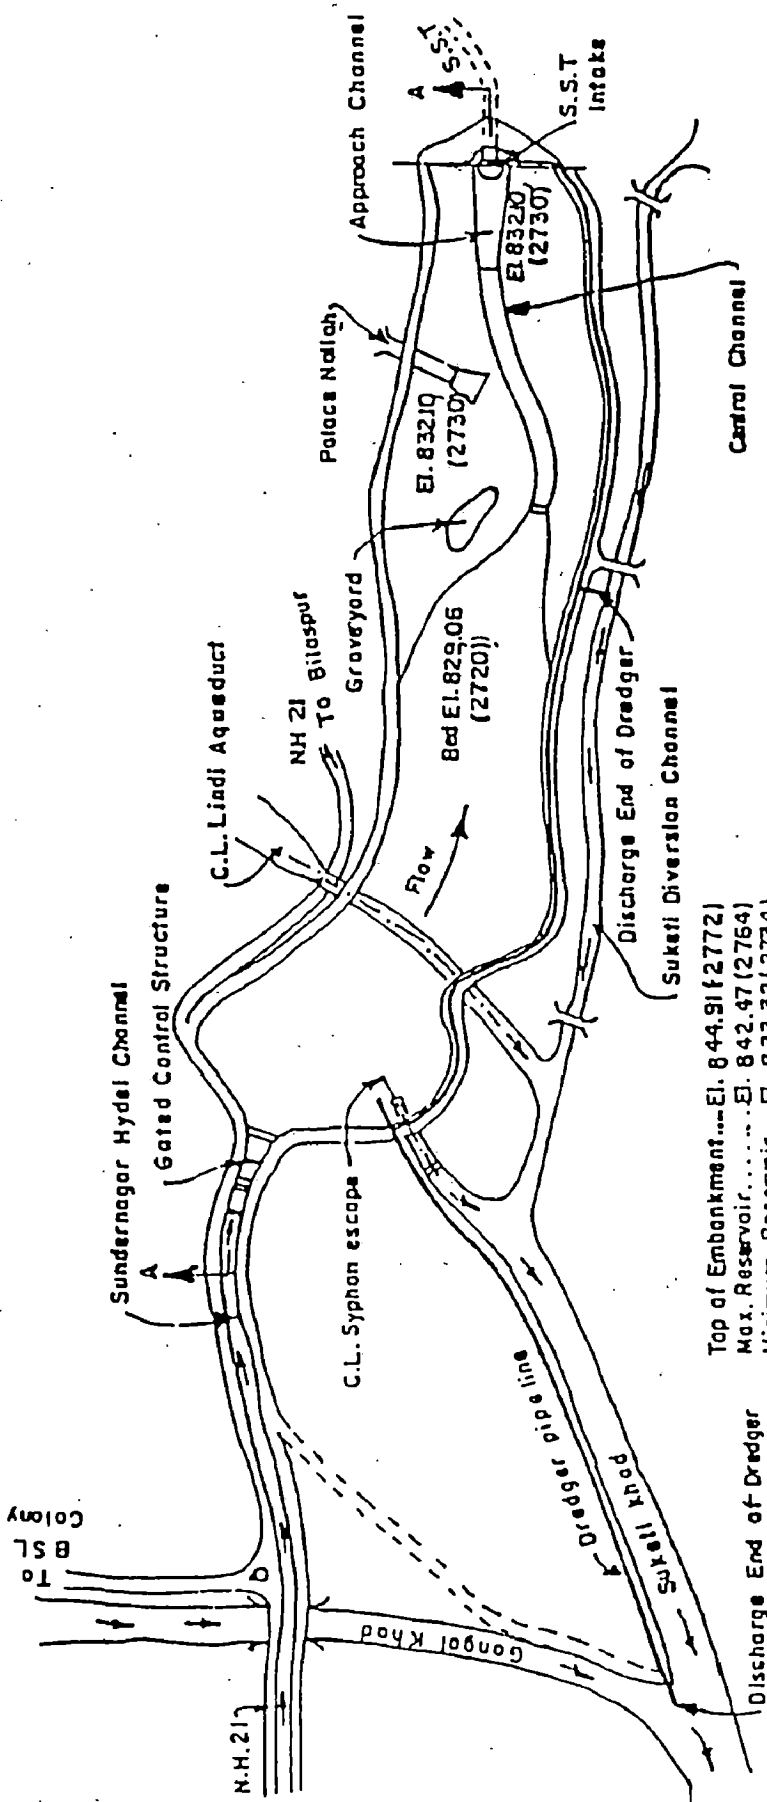 To
BSL
Colony
N.H.21
Gongal Khad
Sundernagar Hydel Channel
A
Gated Control Structure
C.L. Lindi Aqueduct
NH 21
To Bilaspur
Graveyard
Palace Nallah
Approach Channel
A
S.S.T
S.S.T
Intake
El.832.10
(2730)
El. 832.10
(2730)
Bed El. 829.06
(2720))
Flow
C.L. Syphon escape
Central Channel
Discharge End of Dredger
Suketi Diversion Channel
Dredger pipe line
Suketi khad
Discharge End of Dredger
Top of Embankment...El. 844.91(2772)
Max. Reservoir.......El. 842.47(2764)